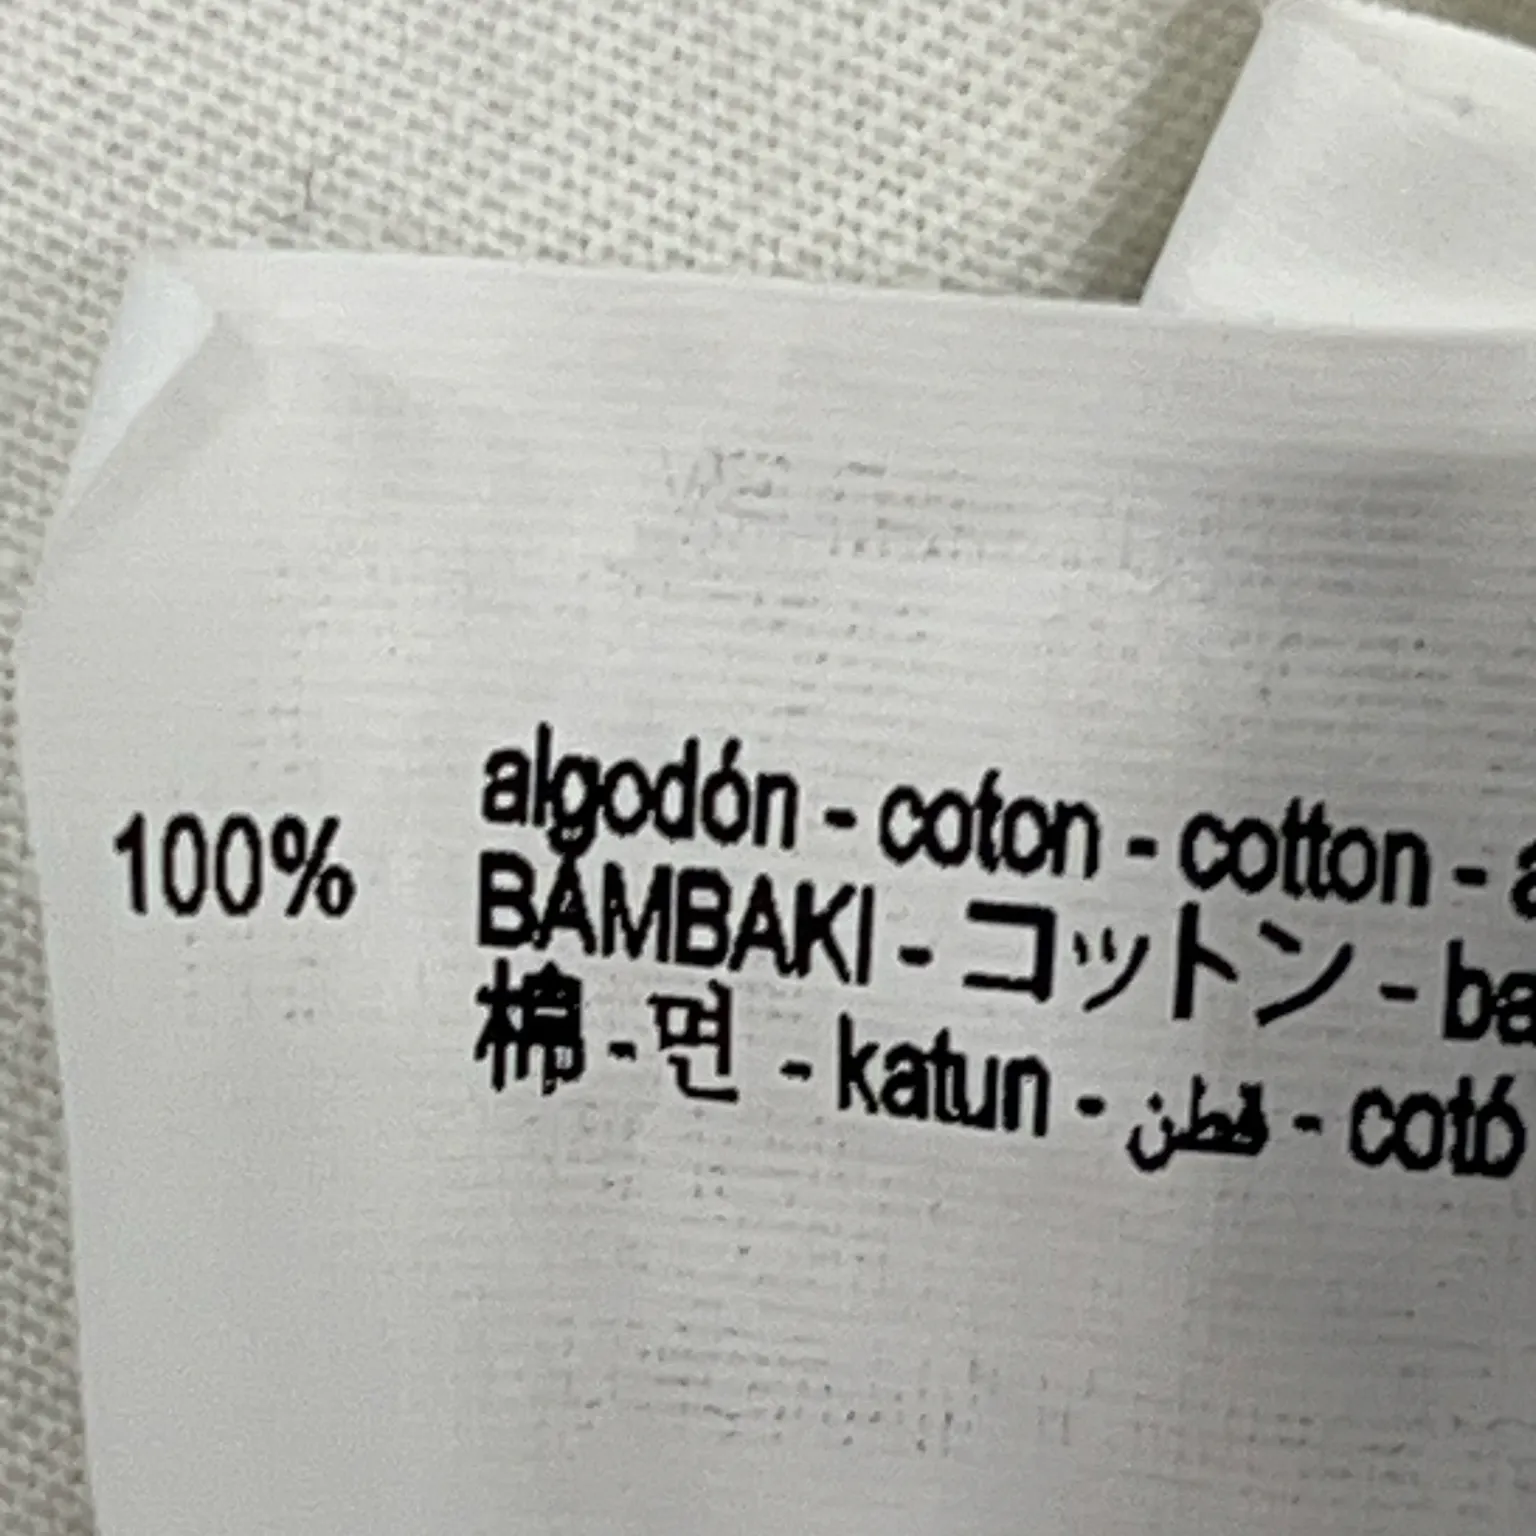 100% algodón - coton - cotton -
BAMBAKI - コットン -
棉 - 면 - katun - قطن - cotó